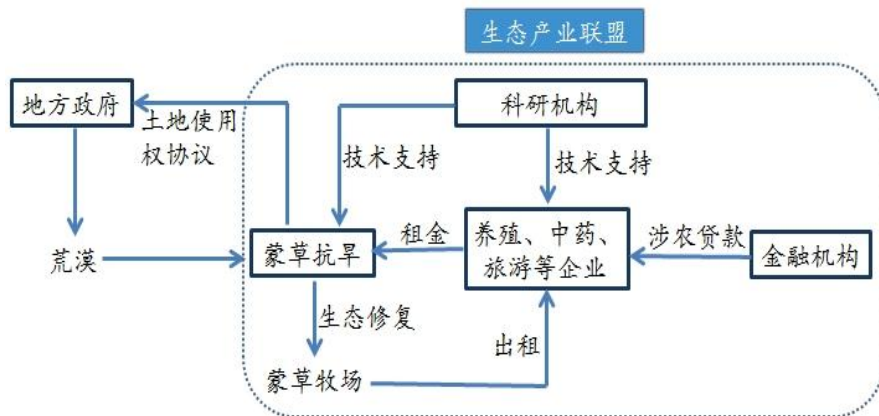 生态产业联盟
地方政府
科研机构
土地使用
权协议
技术支持
技术支持
荒漠
蒙草抗旱
租金
养殖、中药、
旅游等企业
涉农贷款
金融机构
生态修复
出租
蒙草牧场